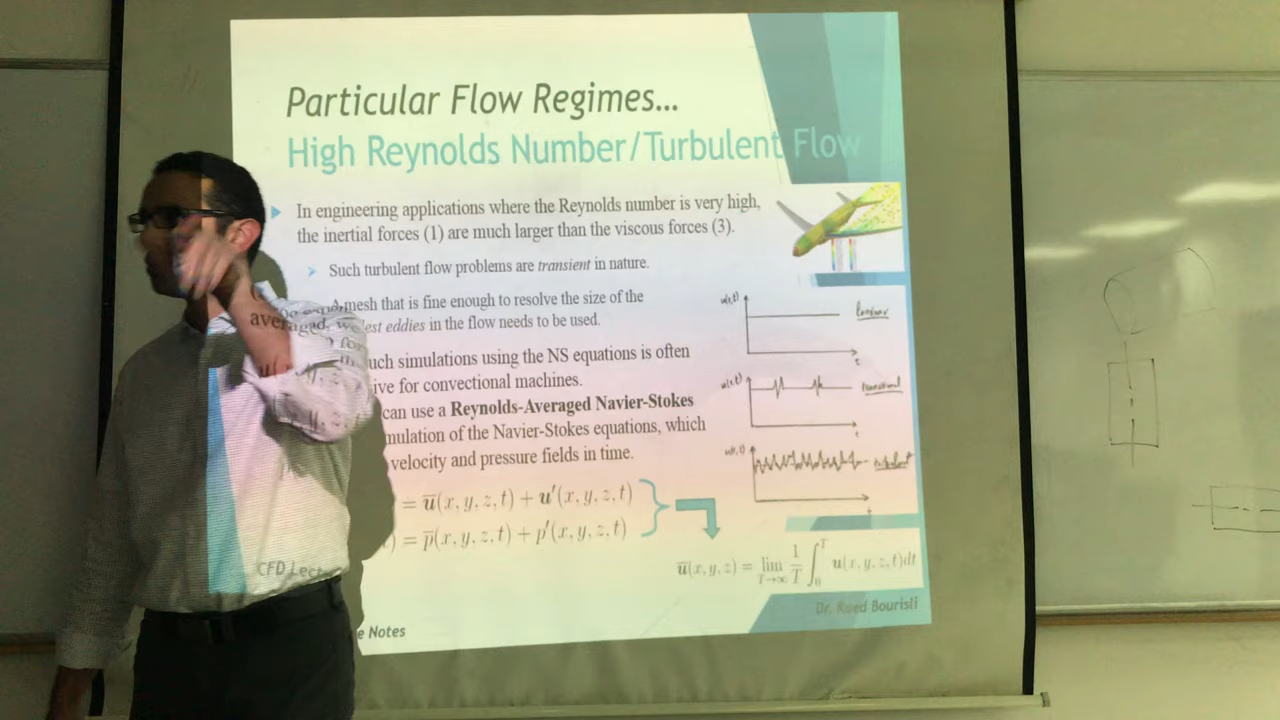 Particular Flow Regimes...
High Reynolds Number/Turbulent Flow
In engineering applications where the Reynolds number is very high,
the inertial forces (1) are much larger than the viscous forces (3).
Such turbulent flow problems are transient in nature.
A mesh that is fine enough to resolve the size of the
eddies in the flow needs to be used.
such simulations using the NS equations is often
for convectional machines.
can use a Reynolds-Averaged Navier-Stokes
of the Navier-Stokes equations, which
averaged, velocity and pressure fields in time.
= u̅(x, y, z, t) + u′(x, y, z, t)
) = p̅(x, y, z, t) + p′(x, y, z, t)
u̅(x, y, z) = lim T→∞ 1/T ∫₀ᵀ u(x, y, z, t)dt
u(t)
laminar
t
u(t)
transitional
t
turbulent
t
CFD Lecture Notes
Dr. Raed Bourisli